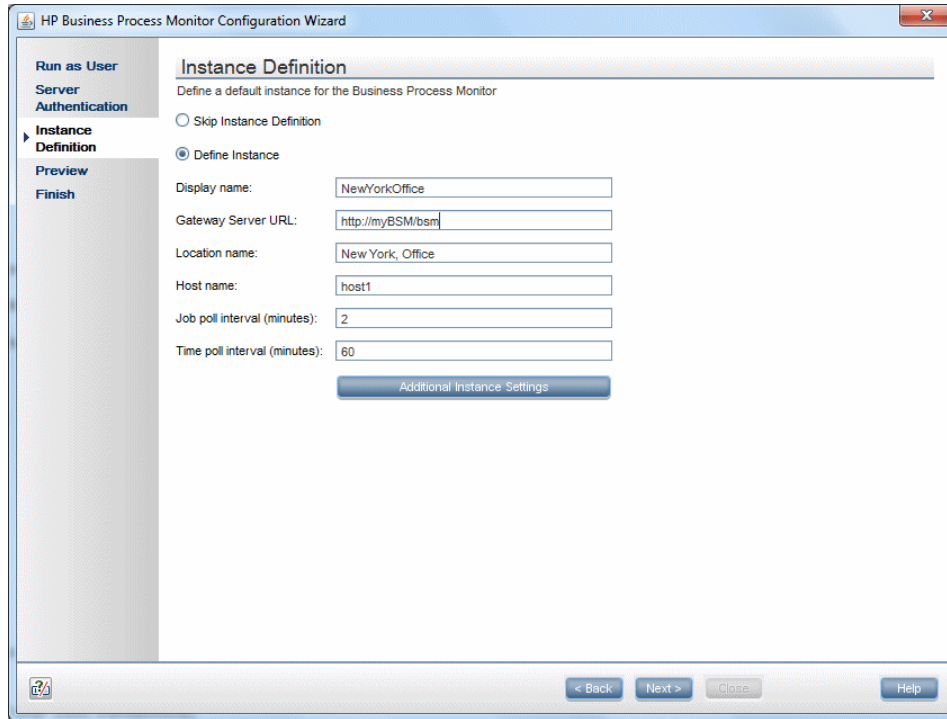 HP Business Process Monitor Configuration Wizard
Run as User
Server
Authentication
Instance
Definition
Preview
Finish
Instance Definition
Define a default instance for the Business Process Monitor
Skip Instance Definition
Define Instance
Display name: NewYorkOffice
Gateway Server URL: http://myBSM/bsm
Location name: New York, Office
Host name: host1
Job poll interval (minutes): 2
Time poll interval (minutes): 60
Additional Instance Settings
< Back Next > Close Help